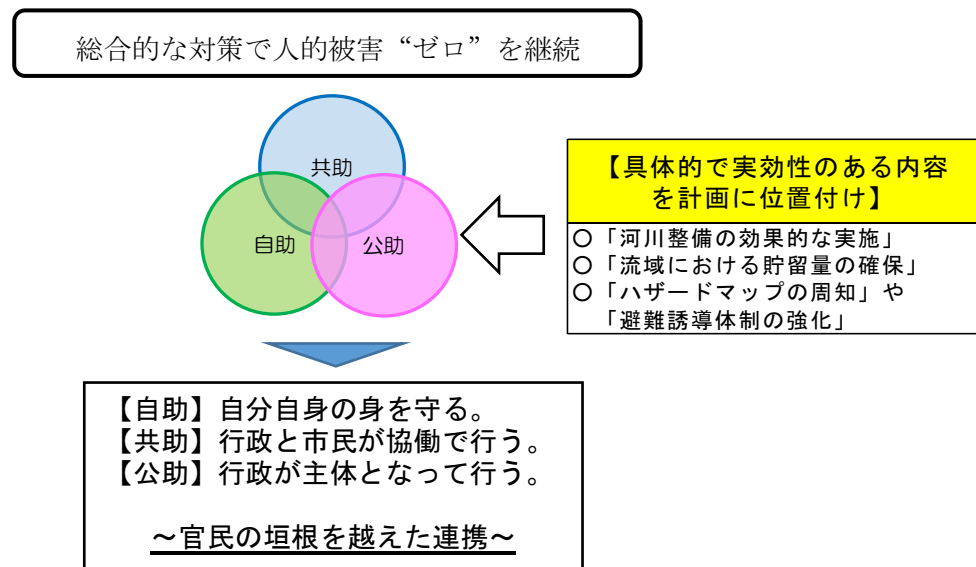 総合的な対策で人的被害“ゼロ”を継続
共助
自助
公助
【具体的で実効性のある内容
を計画に位置付け】
○「河川整備の効果的な実施」
○「流域における貯留量の確保」
○「ハザードマップの周知」や
「避難誘導体制の強化」
【自助】自分自身の身を守る。
【共助】行政と市民が協働で行う。
【公助】行政が主体となって行う。
～官民の垣根を越えた連携～